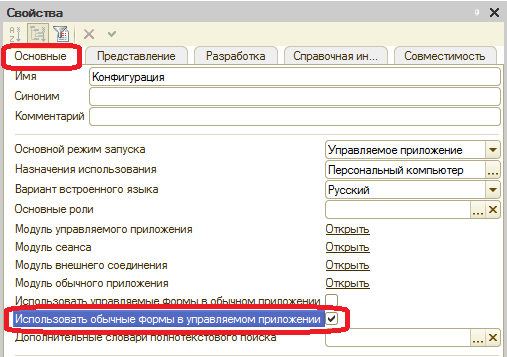 Свойства
Основные Представление Разработка Справочная ин... Совместимость
Имя Конфигурация
Синоним
Комментарий
Основной режим запуска Управляемое приложение
Назначения использования Персональный компьютер ...
Вариант встроенного языка Русский
Основные роли ...
Модуль управляемого приложения Открыть
Модуль сеанса Открыть
Модуль внешнего соединения Открыть
Модуль обычного приложения Открыть
Использовать управляемые формы в обычном приложении
Использовать обычные формы в управляемом приложении
Дополнительные словари полнотекстового поиска ...